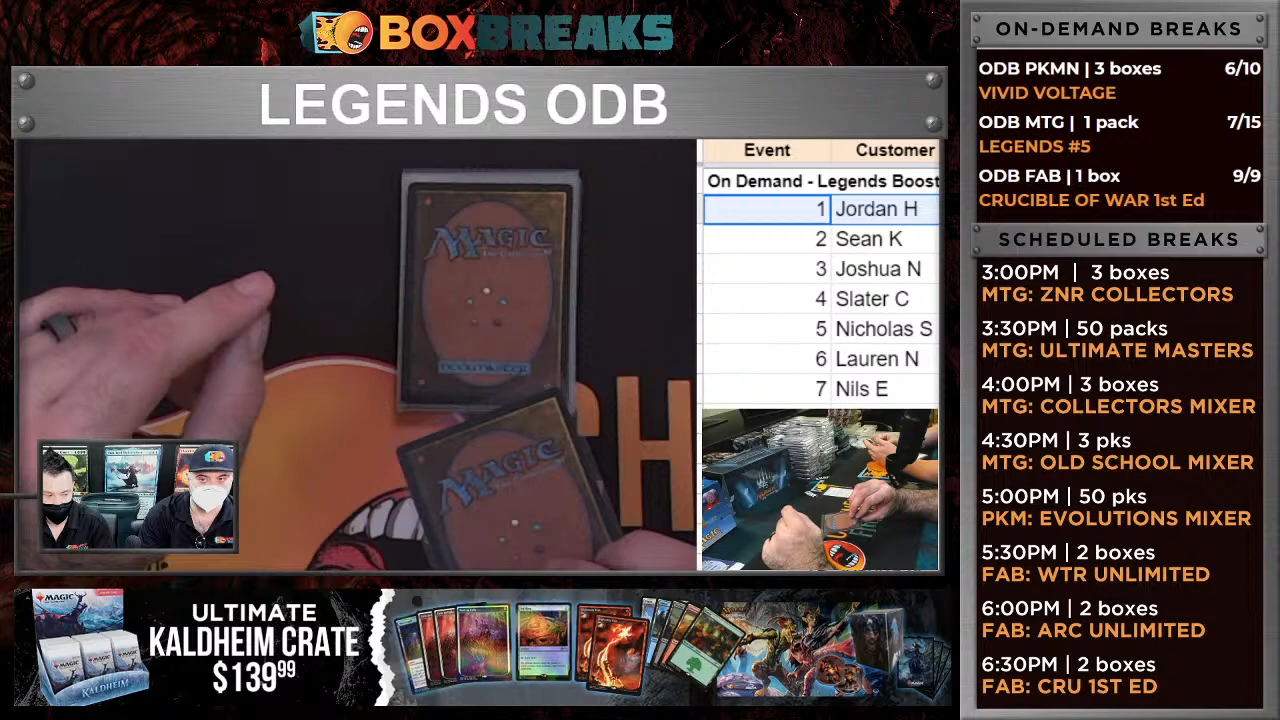 BOXBREAKS
LEGENDS ODB
Event Customer
On Demand - Legends Boost
1 Jordan H
2 Sean K
3 Joshua N
4 Slater C
5 Nicholas S
6 Lauren N
7 Nils E
MAGIC
DECKMASTER
MAGIC
CH
ULTIMATE
KALDHEIM CRATE
$139⁹⁹
MAGIC
KALDHEIM
ON-DEMAND BREAKS
ODB PKMN | 3 boxes 6/10
VIVID VOLTAGE
ODB MTG | 1 pack 7/15
LEGENDS #5
ODB FAB | 1 box 9/9
CRUCIBLE OF WAR 1st Ed
SCHEDULED BREAKS
3:00PM | 3 boxes
MTG: ZNR COLLECTORS
3:30PM | 50 packs
MTG: ULTIMATE MASTERS
4:00PM | 3 boxes
MTG: COLLECTORS MIXER
4:30PM | 3 pks
MTG: OLD SCHOOL MIXER
5:00PM | 50 pks
PKM: EVOLUTIONS MIXER
5:30PM | 2 boxes
FAB: WTR UNLIMITED
6:00PM | 2 boxes
FAB: ARC UNLIMITED
6:30PM | 2 boxes
FAB: CRU 1ST ED